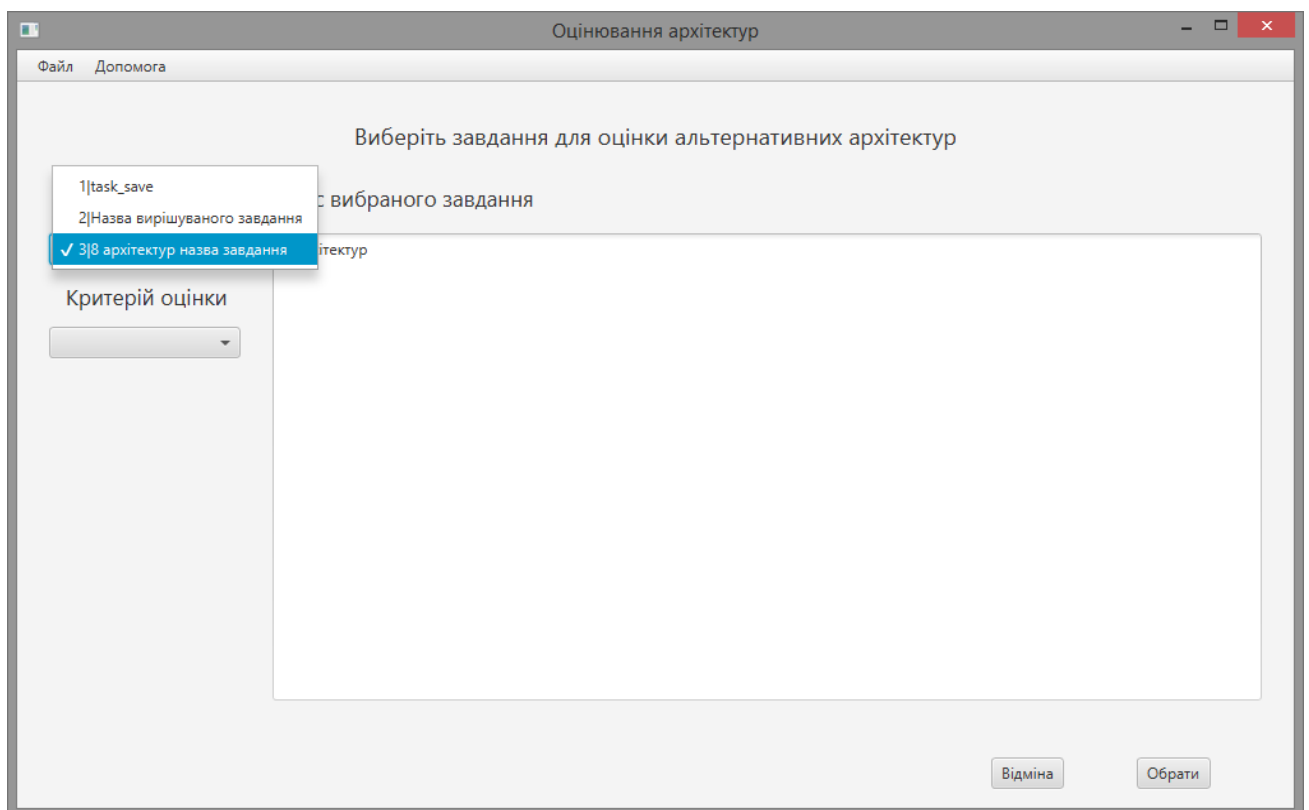 Оцінювання архітектур
Файл Допомога
Виберіть завдання для оцінки альтернативних архітектур
1|task_save
2|Назва вирішуваного завдання
3|8 архітектур назва завдання
вибраного завдання
Критерій оцінки
Відміна Обрати